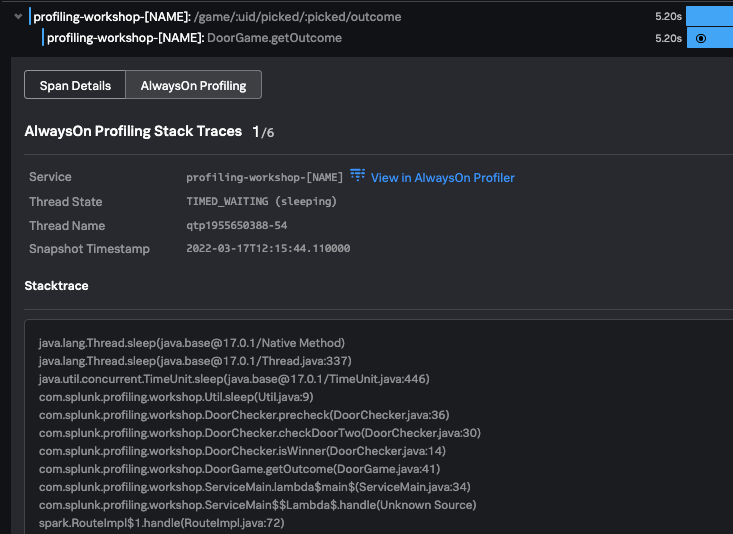 profiling-workshop-[NAME]: /game/:uid/picked/:picked/outcome 5.20s
profiling-workshop-[NAME]: DoorGame.getOutcome 5.20s
Span Details AlwaysOn Profiling
AlwaysOn Profiling Stack Traces 1/6
Service profiling-workshop-[NAME] View in AlwaysOn Profiler
Thread State TIMED_WAITING (sleeping)
Thread Name qtp1955650388-54
Snapshot Timestamp 2022-03-17T12:15:44.110000
Stacktrace
java.lang.Thread.sleep(java.base@17.0.1/Native Method)
java.lang.Thread.sleep(java.base@17.0.1/Thread.java:337)
java.util.concurrent.TimeUnit.sleep(java.base@17.0.1/TimeUnit.java:446)
com.splunk.profiling.workshop.Util.sleep(Util.java:9)
com.splunk.profiling.workshop.DoorChecker.precheck(DoorChecker.java:36)
com.splunk.profiling.workshop.DoorChecker.checkDoorTwo(DoorChecker.java:30)
com.splunk.profiling.workshop.DoorChecker.isWinner(DoorChecker.java:14)
com.splunk.profiling.workshop.DoorGame.getOutcome(DoorGame.java:41)
com.splunk.profiling.workshop.ServiceMain.lambda$main$(ServiceMain.java:34)
com.splunk.profiling.workshop.ServiceMain$$Lambda$.handle(Unknown Source)
spark.RouteImpl$1.handle(RouteImpl.java:72)